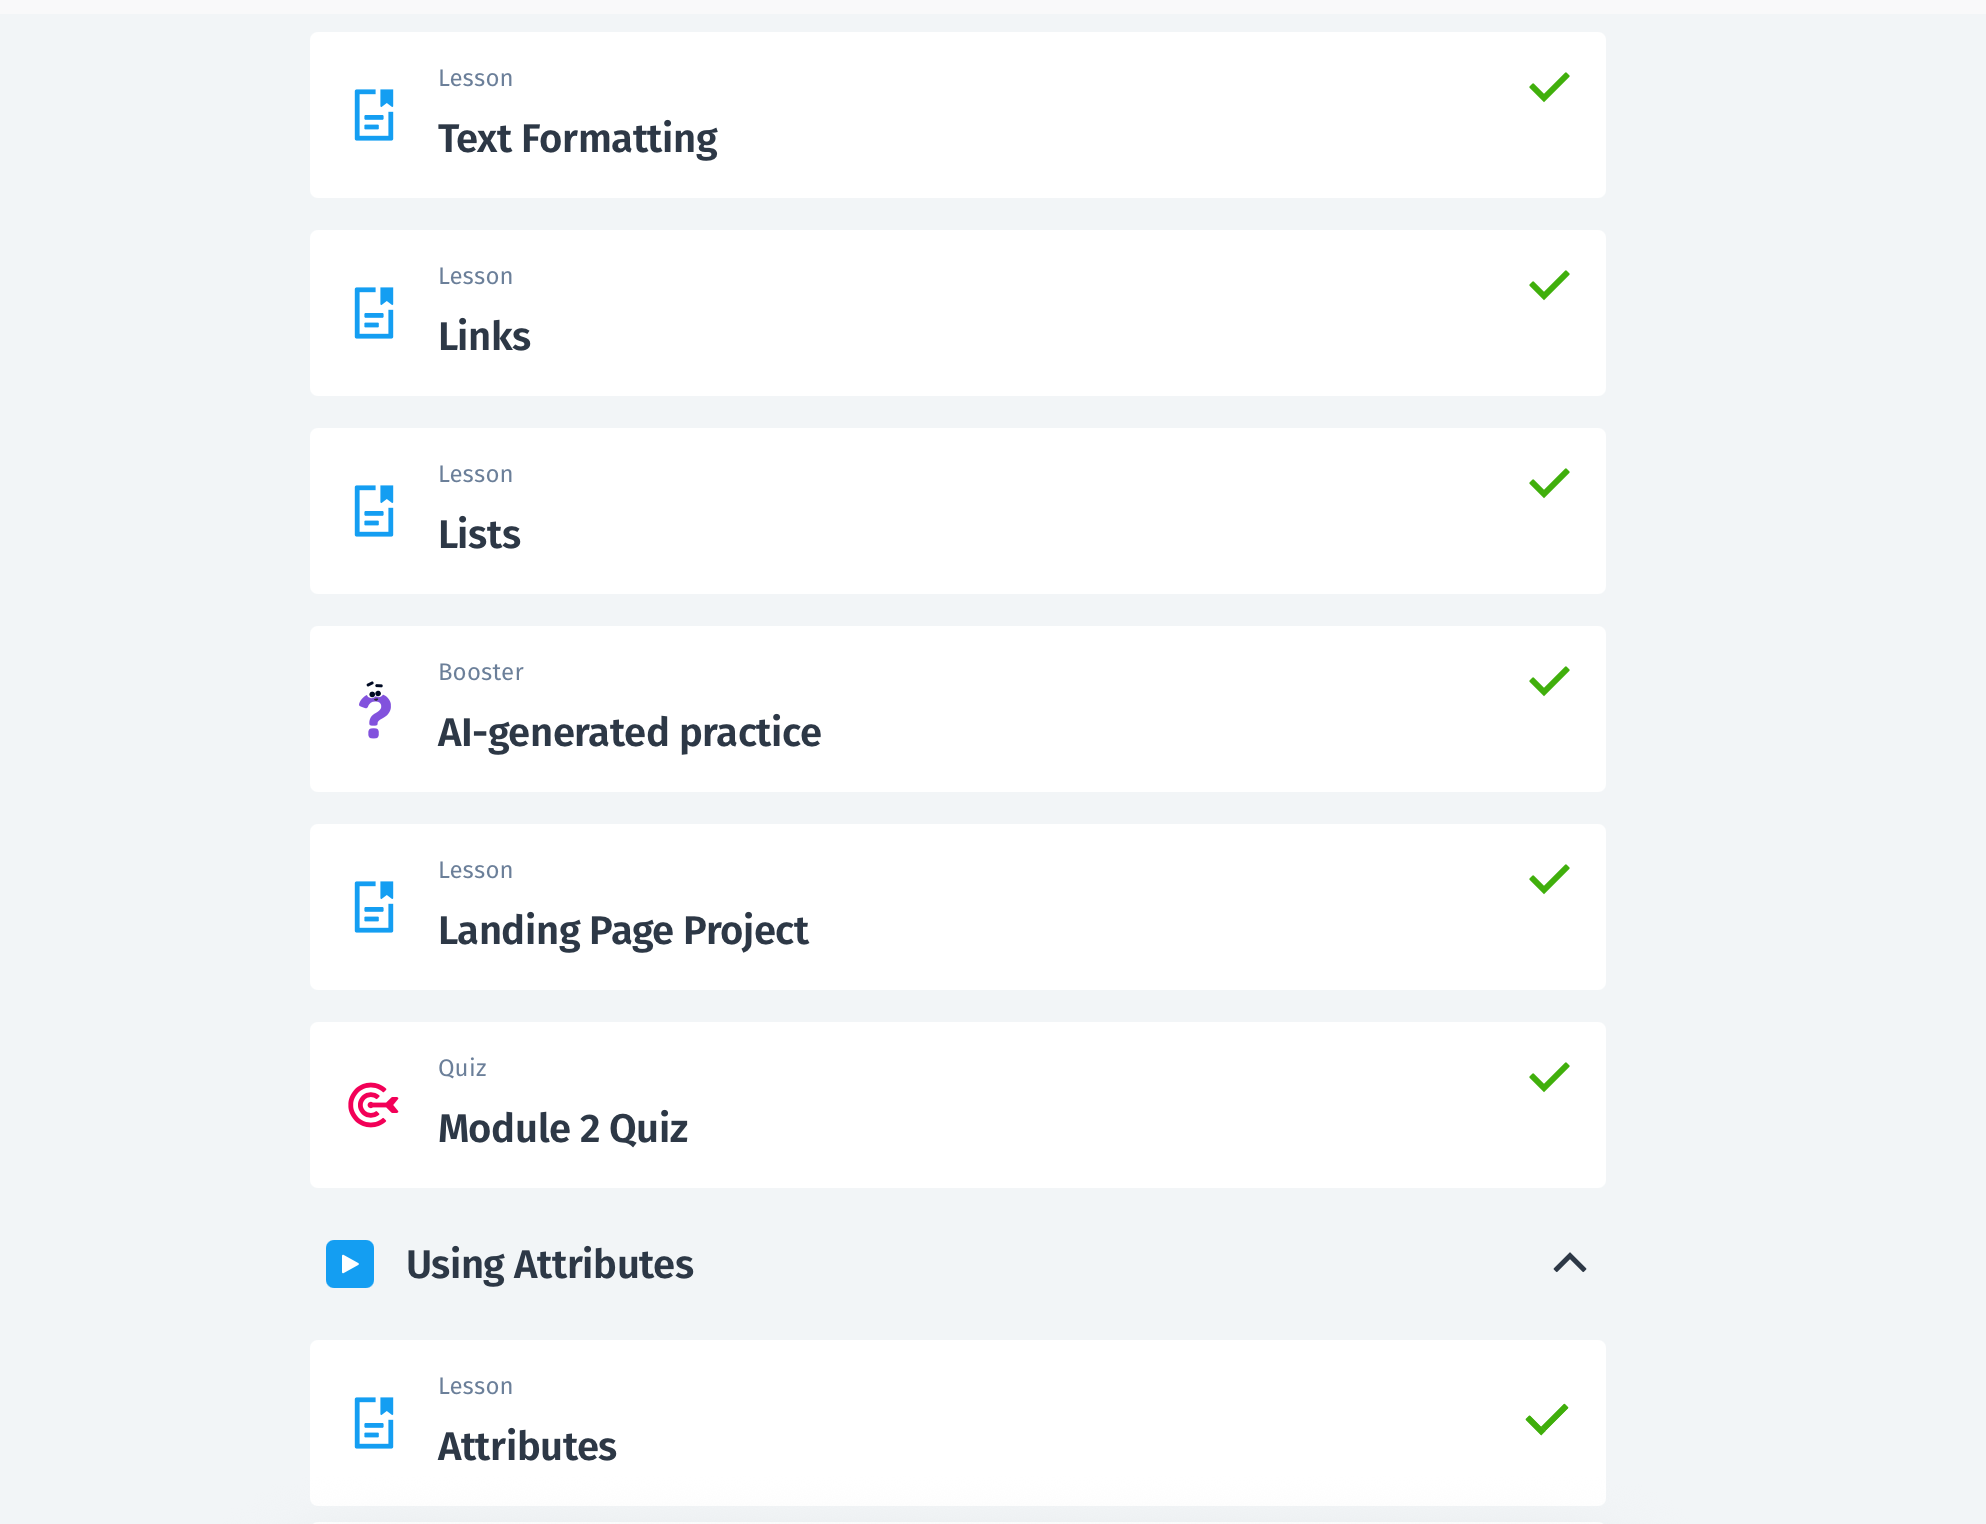 Lesson
Text Formatting
Lesson
Links
Lesson
Lists
Booster
AI-generated practice
Lesson
Landing Page Project
Quiz
Module 2 Quiz
Using Attributes
Lesson
Attributes